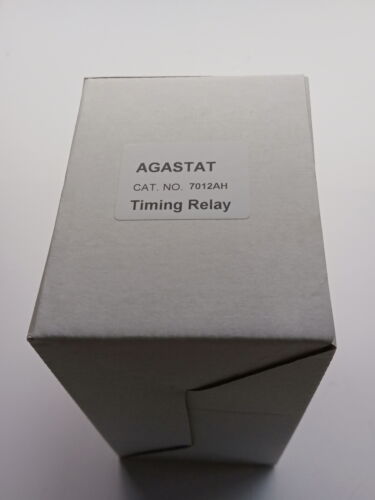 AGASTAT
CAT. NO. 7012AH
Timing Relay